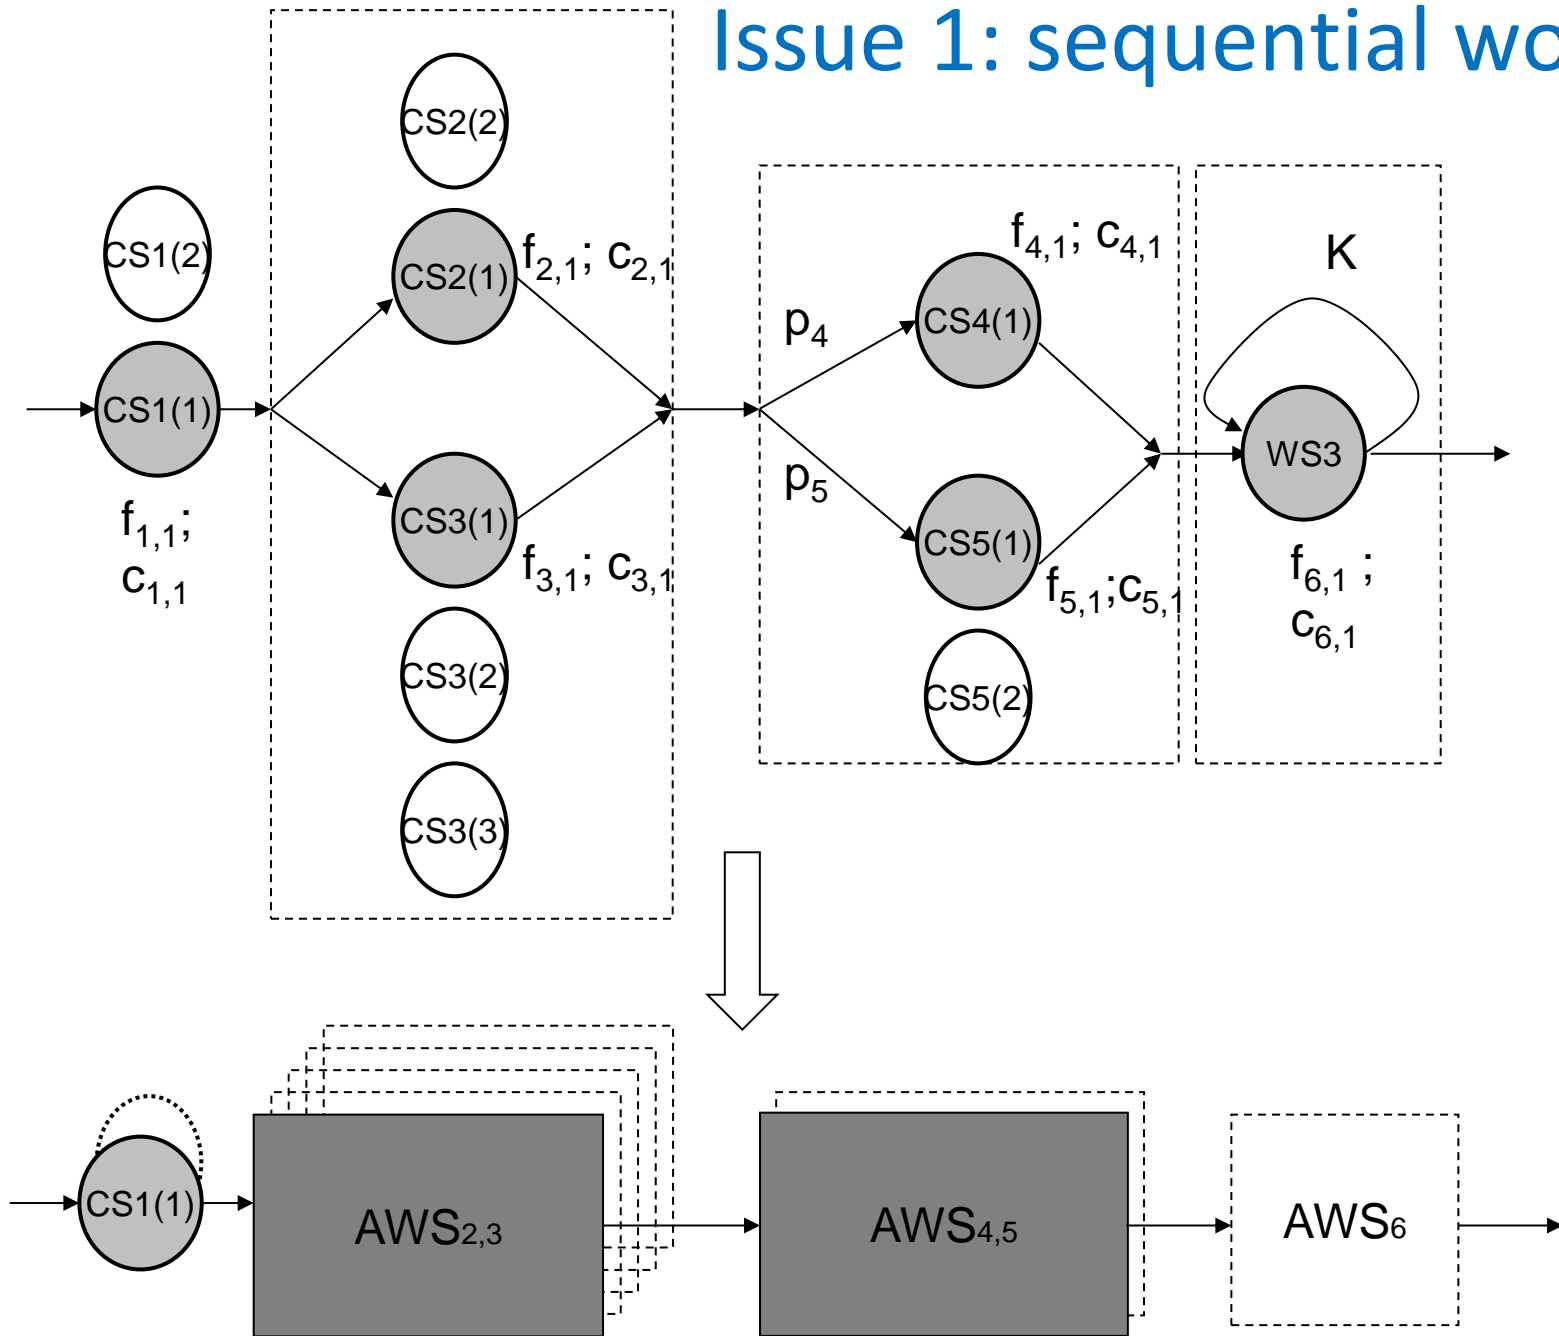 Issue 1: sequential wo
CS2(2)
CS1(2)
CS2(1)
f2,1; c2,1
f4,1; c4,1
K
p4
CS4(1)
CS1(1)
WS3
p5
CS3(1)
CS5(1)
f1,1;
c1,1
f3,1; c3,1
f5,1;c5,1
f6,1 ;
c6,1
CS3(2)
CS5(2)
CS3(3)
CS1(1)
AWS2,3
AWS4,5
AWS6